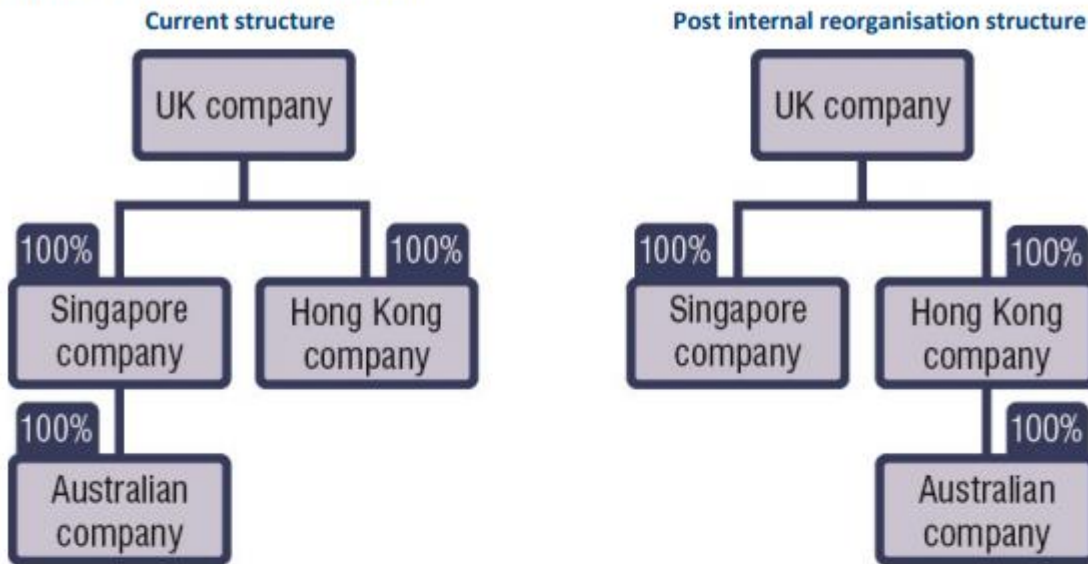 Current structure
UK company
100%
100%
Singapore
company
Hong Kong
company
100%
Australian
company
Post internal reorganisation structure
UK company
100%
100%
Singapore
company
Hong Kong
company
100%
Australian
company